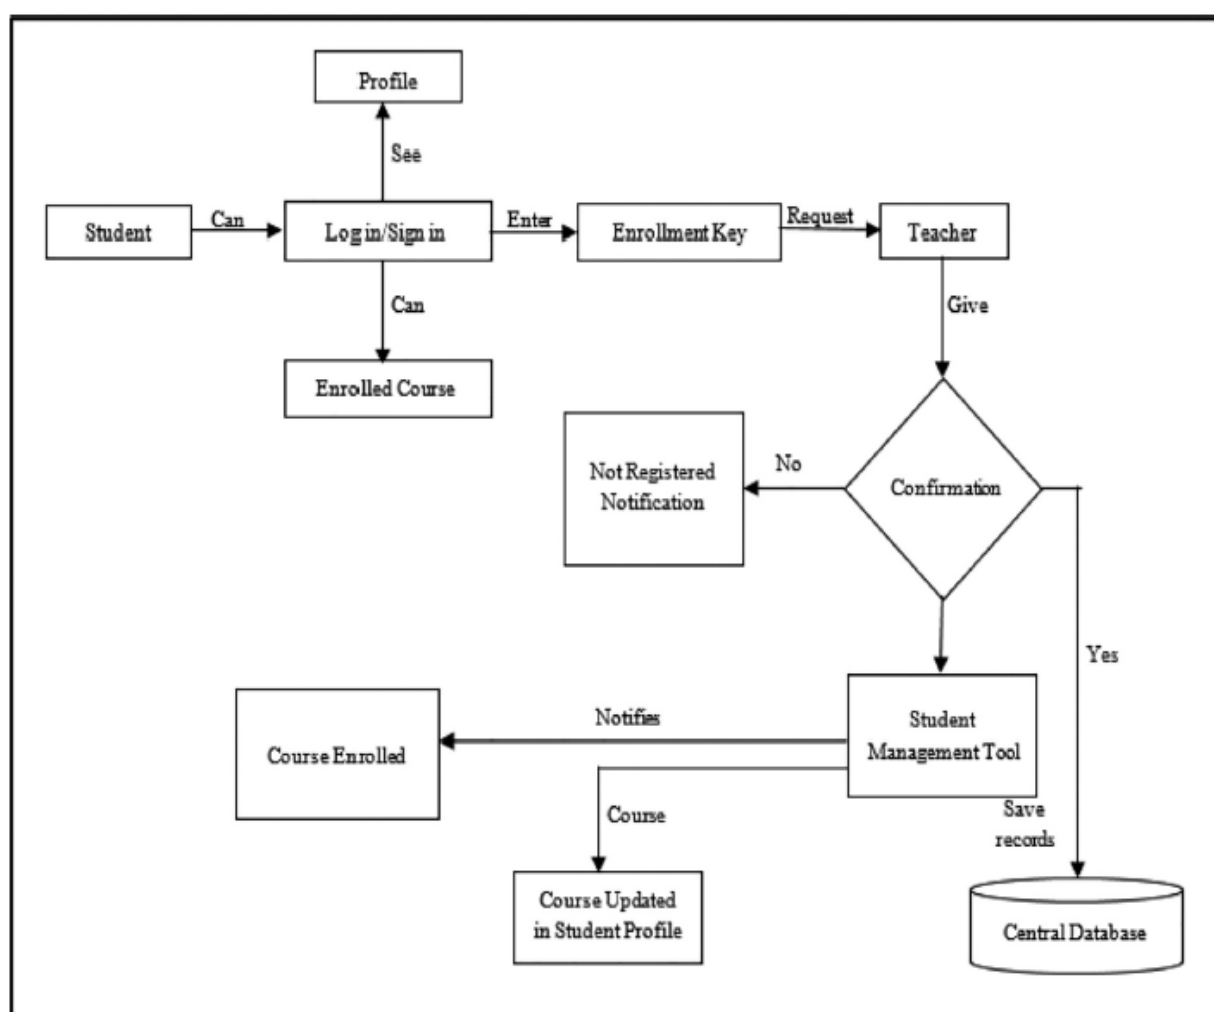 Profile
See
Student
Can
Log in/Sign in
Enter
Enrollment Key
Request
Teacher
Can
Give
Enrolled Course
Not Registered
Notification
No
Confirmation
Yes
Student
Management Tool
Notifies
Course Enrolled
Course
Save
records
Course Updated
in Student Profile
Central Database